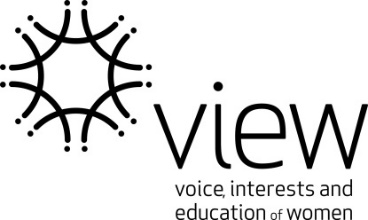 view
voice, interests and
education of women